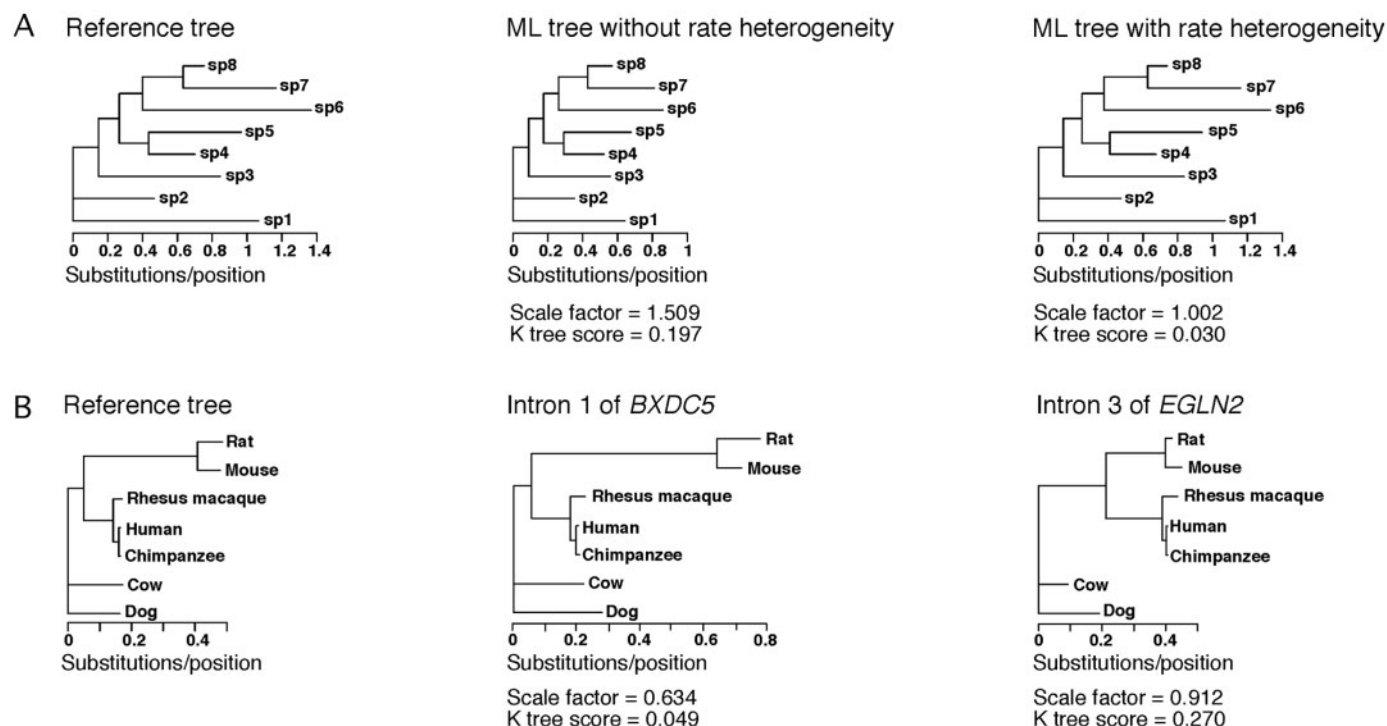 A
Reference tree
ML tree without rate heterogeneity
ML tree with rate heterogeneity
sp8
sp7
sp6
sp5
sp4
sp3
sp2
sp1
0 0.2 0.4 0.6 0.8 1 1.2 1.4
Substitutions/position
sp8
sp7
sp6
sp5
sp4
sp3
sp2
sp1
0 0.2 0.4 0.6 0.8 1
Substitutions/position
Scale factor = 1.509
K tree score = 0.197
sp8
sp7
sp6
sp5
sp4
sp3
sp2
sp1
0 0.2 0.4 0.6 0.8 1 1.2 1.4
Substitutions/position
Scale factor = 1.002
K tree score = 0.030
B
Reference tree
Intron 1 of BXDC5
Intron 3 of EGLN2
Rat
Mouse
Rhesus macaque
Human
Chimpanzee
Cow
Dog
0 0.2 0.4
Substitutions/position
Rat
Mouse
Rhesus macaque
Human
Chimpanzee
Cow
Dog
0 0.2 0.4 0.6 0.8
Substitutions/position
Scale factor = 0.634
K tree score = 0.049
Rat
Mouse
Rhesus macaque
Human
Chimpanzee
Cow
Dog
0 0.2 0.4
Substitutions/position
Scale factor = 0.912
K tree score = 0.270